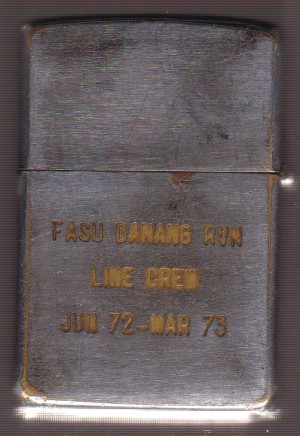 FASU DANANG RVN
LINE CREW
JUN 72-MAR 73